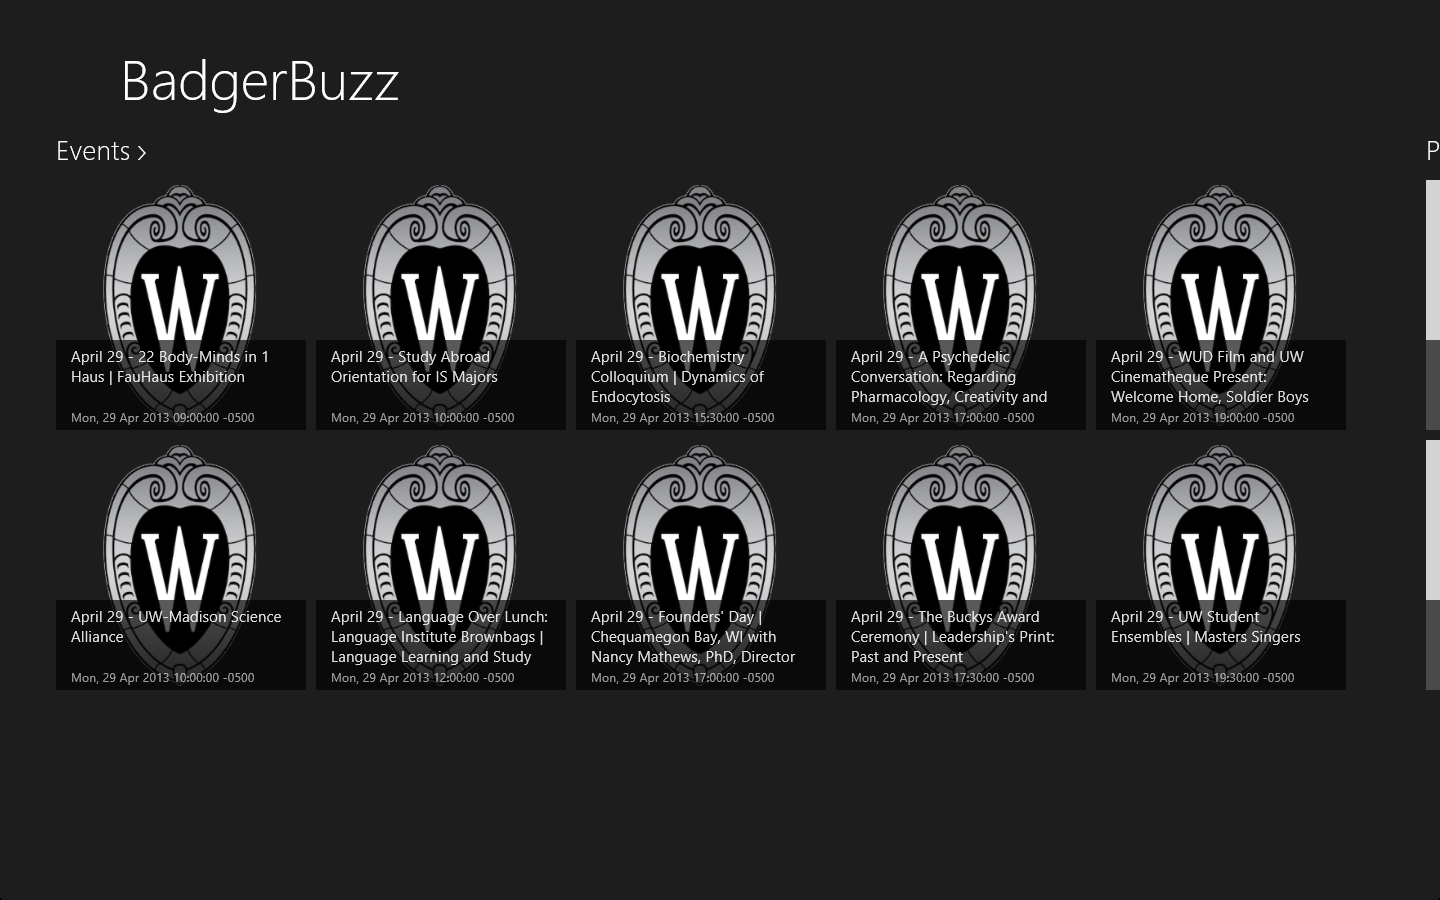 BadgerBuzz
Events >
P
W
April 29 - 22 Body-Minds in 1
Haus | FauHaus Exhibition
Mon, 29 Apr 2013 09:00:00 -0500
W
April 29 - Study Abroad
Orientation for IS Majors
Mon, 29 Apr 2013 10:00:00 -0500
W
April 29 - Biochemistry
Colloquium | Dynamics of
Endocytosis
Mon, 29 Apr 2013 15:30:00 -0500
W
April 29 - A Psychedelic
Conversation: Regarding
Pharmacology, Creativity and
Mon, 29 Apr 2013 17:00:00 -0500
W
April 29 - WUD Film and UW
Cinematheque Present:
Welcome Home, Soldier Boys
Mon, 29 Apr 2013 19:00:00 -0500
W
April 29 - UW-Madison Science
Alliance
Mon, 29 Apr 2013 10:00:00 -0500
W
April 29 - Language Over Lunch:
Language Institute Brownbags |
Language Learning and Study
Mon, 29 Apr 2013 12:00:00 -0500
W
April 29 - Founders' Day |
Chequamegon Bay, WI with
Nancy Mathews, PhD, Director
Mon, 29 Apr 2013 17:00:00 -0500
W
April 29 - The Buckys Award
Ceremony | Leadership's Print:
Past and Present
Mon, 29 Apr 2013 17:30:00 -0500
W
April 29 - UW Student
Ensembles | Masters Singers
Mon, 29 Apr 2013 19:30:00 -0500